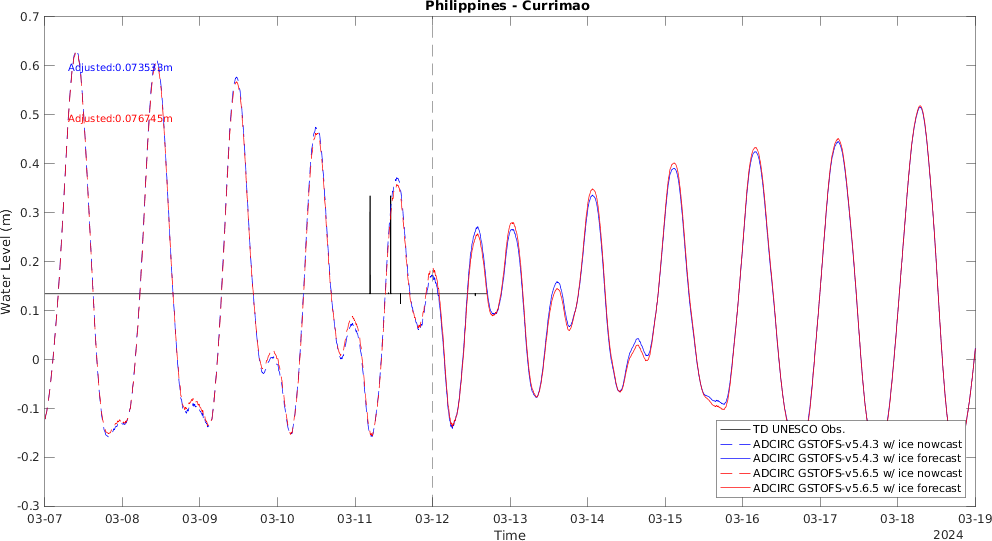 Philippines - Currimao
0.7
0.6
0.5
0.4
0.3
0.2
0.1
0
-0.1
-0.2
-0.3
Water Level (m)
Adjusted:0.073533m
Adjusted:0.076745m
TD UNESCO Obs.
ADCIRC GSTOFS-v5.4.3 w/ ice nowcast
ADCIRC GSTOFS-v5.4.3 w/ ice forecast
ADCIRC GSTOFS-v5.6.5 w/ ice nowcast
ADCIRC GSTOFS-v5.6.5 w/ ice forecast
03-07 03-08 03-09 03-10 03-11 03-12 03-13 03-14 03-15 03-16 03-17 03-18 03-19
Time
2024